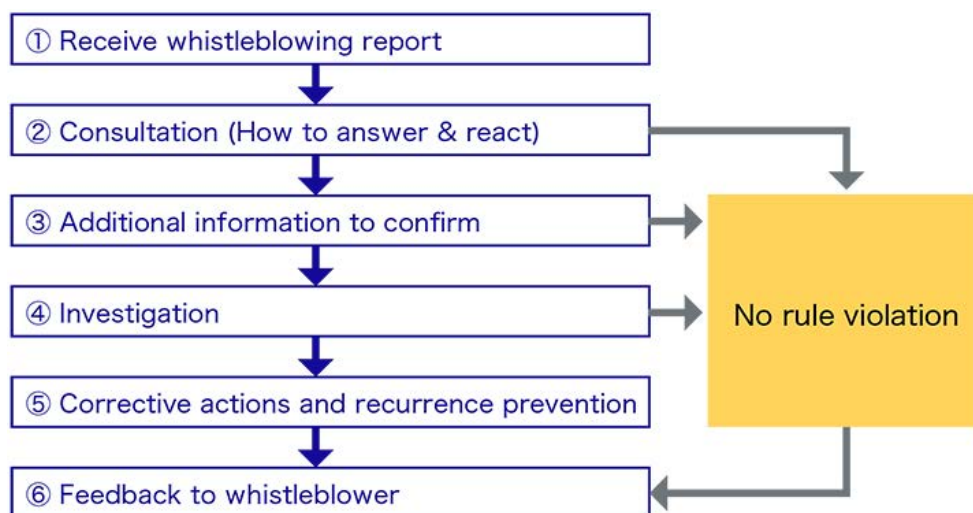 ① Receive whistleblowing report
② Consultation (How to answer & react)
③ Additional information to confirm
④ Investigation
No rule violation
⑤ Corrective actions and recurrence prevention
⑥ Feedback to whistleblower